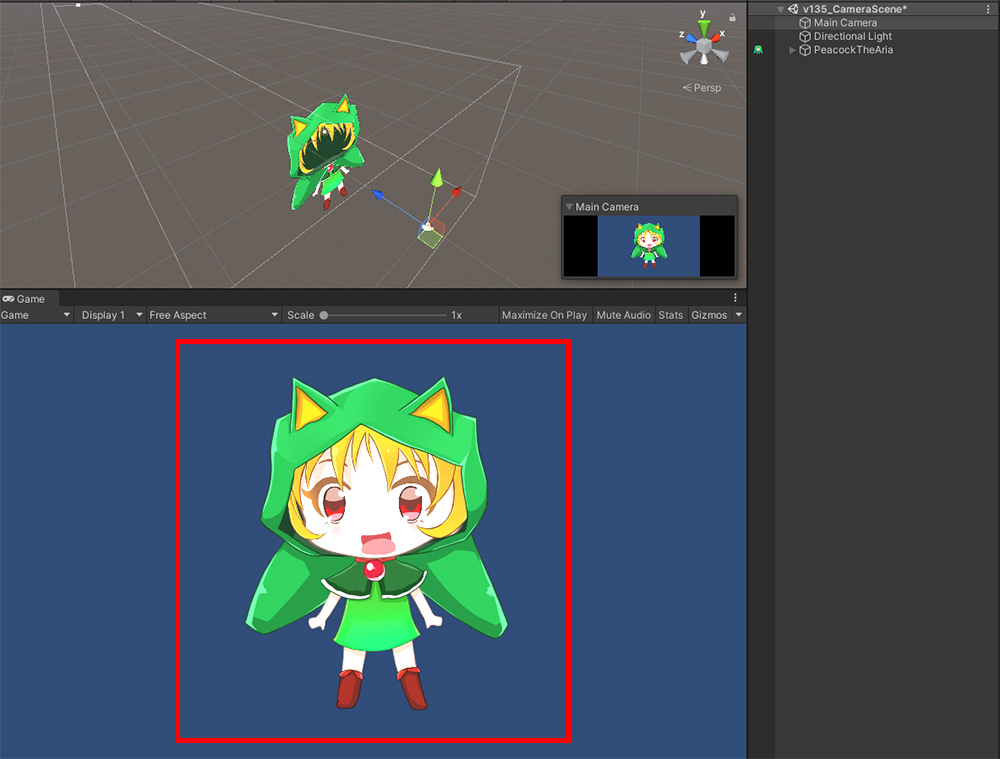 y
z
x
Persp
Main Camera
v135_CameraScene*
Main Camera
Directional Light
PeacockTheAria
Game
Game Display 1 Free Aspect Scale 1x Maximize On Play Mute Audio Stats Gizmos